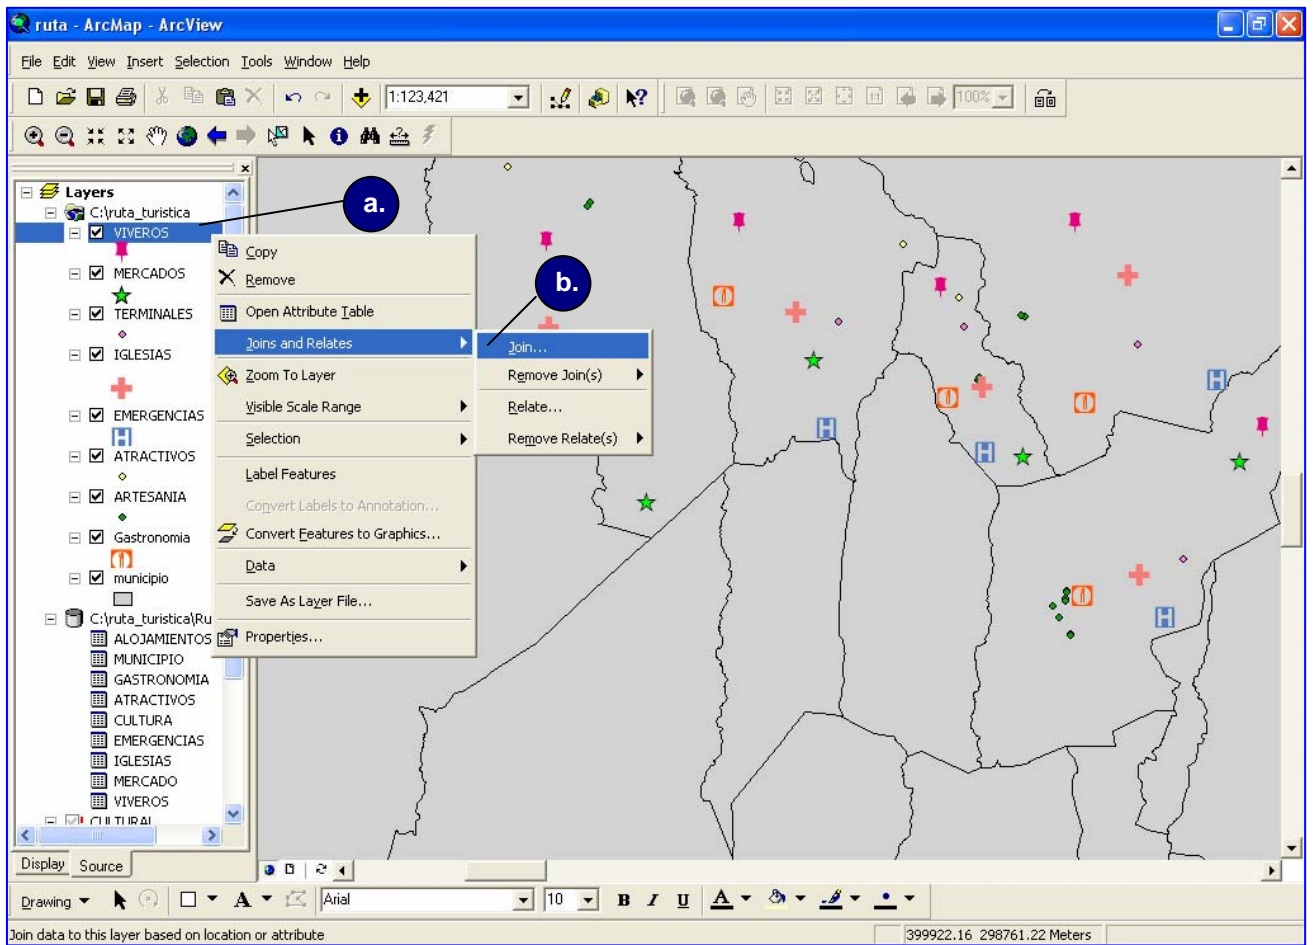 ruta - ArcMap - ArcView
File Edit View Insert Selection Tools Window Help
1:123,421
1:1
100%
Layers
C:\ruta_turistica
VIVEROS
MERCADOS
TERMINALES
IGLESIAS
EMERGENCIAS
H
ATRACTIVOS
ARTESANIA
Gastronomia
municipio
C:\ruta_turistica\Ru
ALOJAMIENTOS
MUNICIPIO
GASTRONOMIA
ATRACTIVOS
CULTURA
EMERGENCIAS
IGLESIAS
MERCADO
VIVEROS
CULTURAL
Display Source
a.
Copy
Remove
Open Attribute Table
Joins and Relates
Zoom To Layer
Visible Scale Range
Selection
Label Features
Convert Labels to Annotation...
Convert Features to Graphics...
Data
Save As Layer File...
Properties...
b.
Join...
Remove Join(s)
Relate...
Remove Relate(s)
H
H
H
H
Drawing A Arial 10 B I U A
Join data to this layer based on location or attribute
399922.16 298761.22 Meters